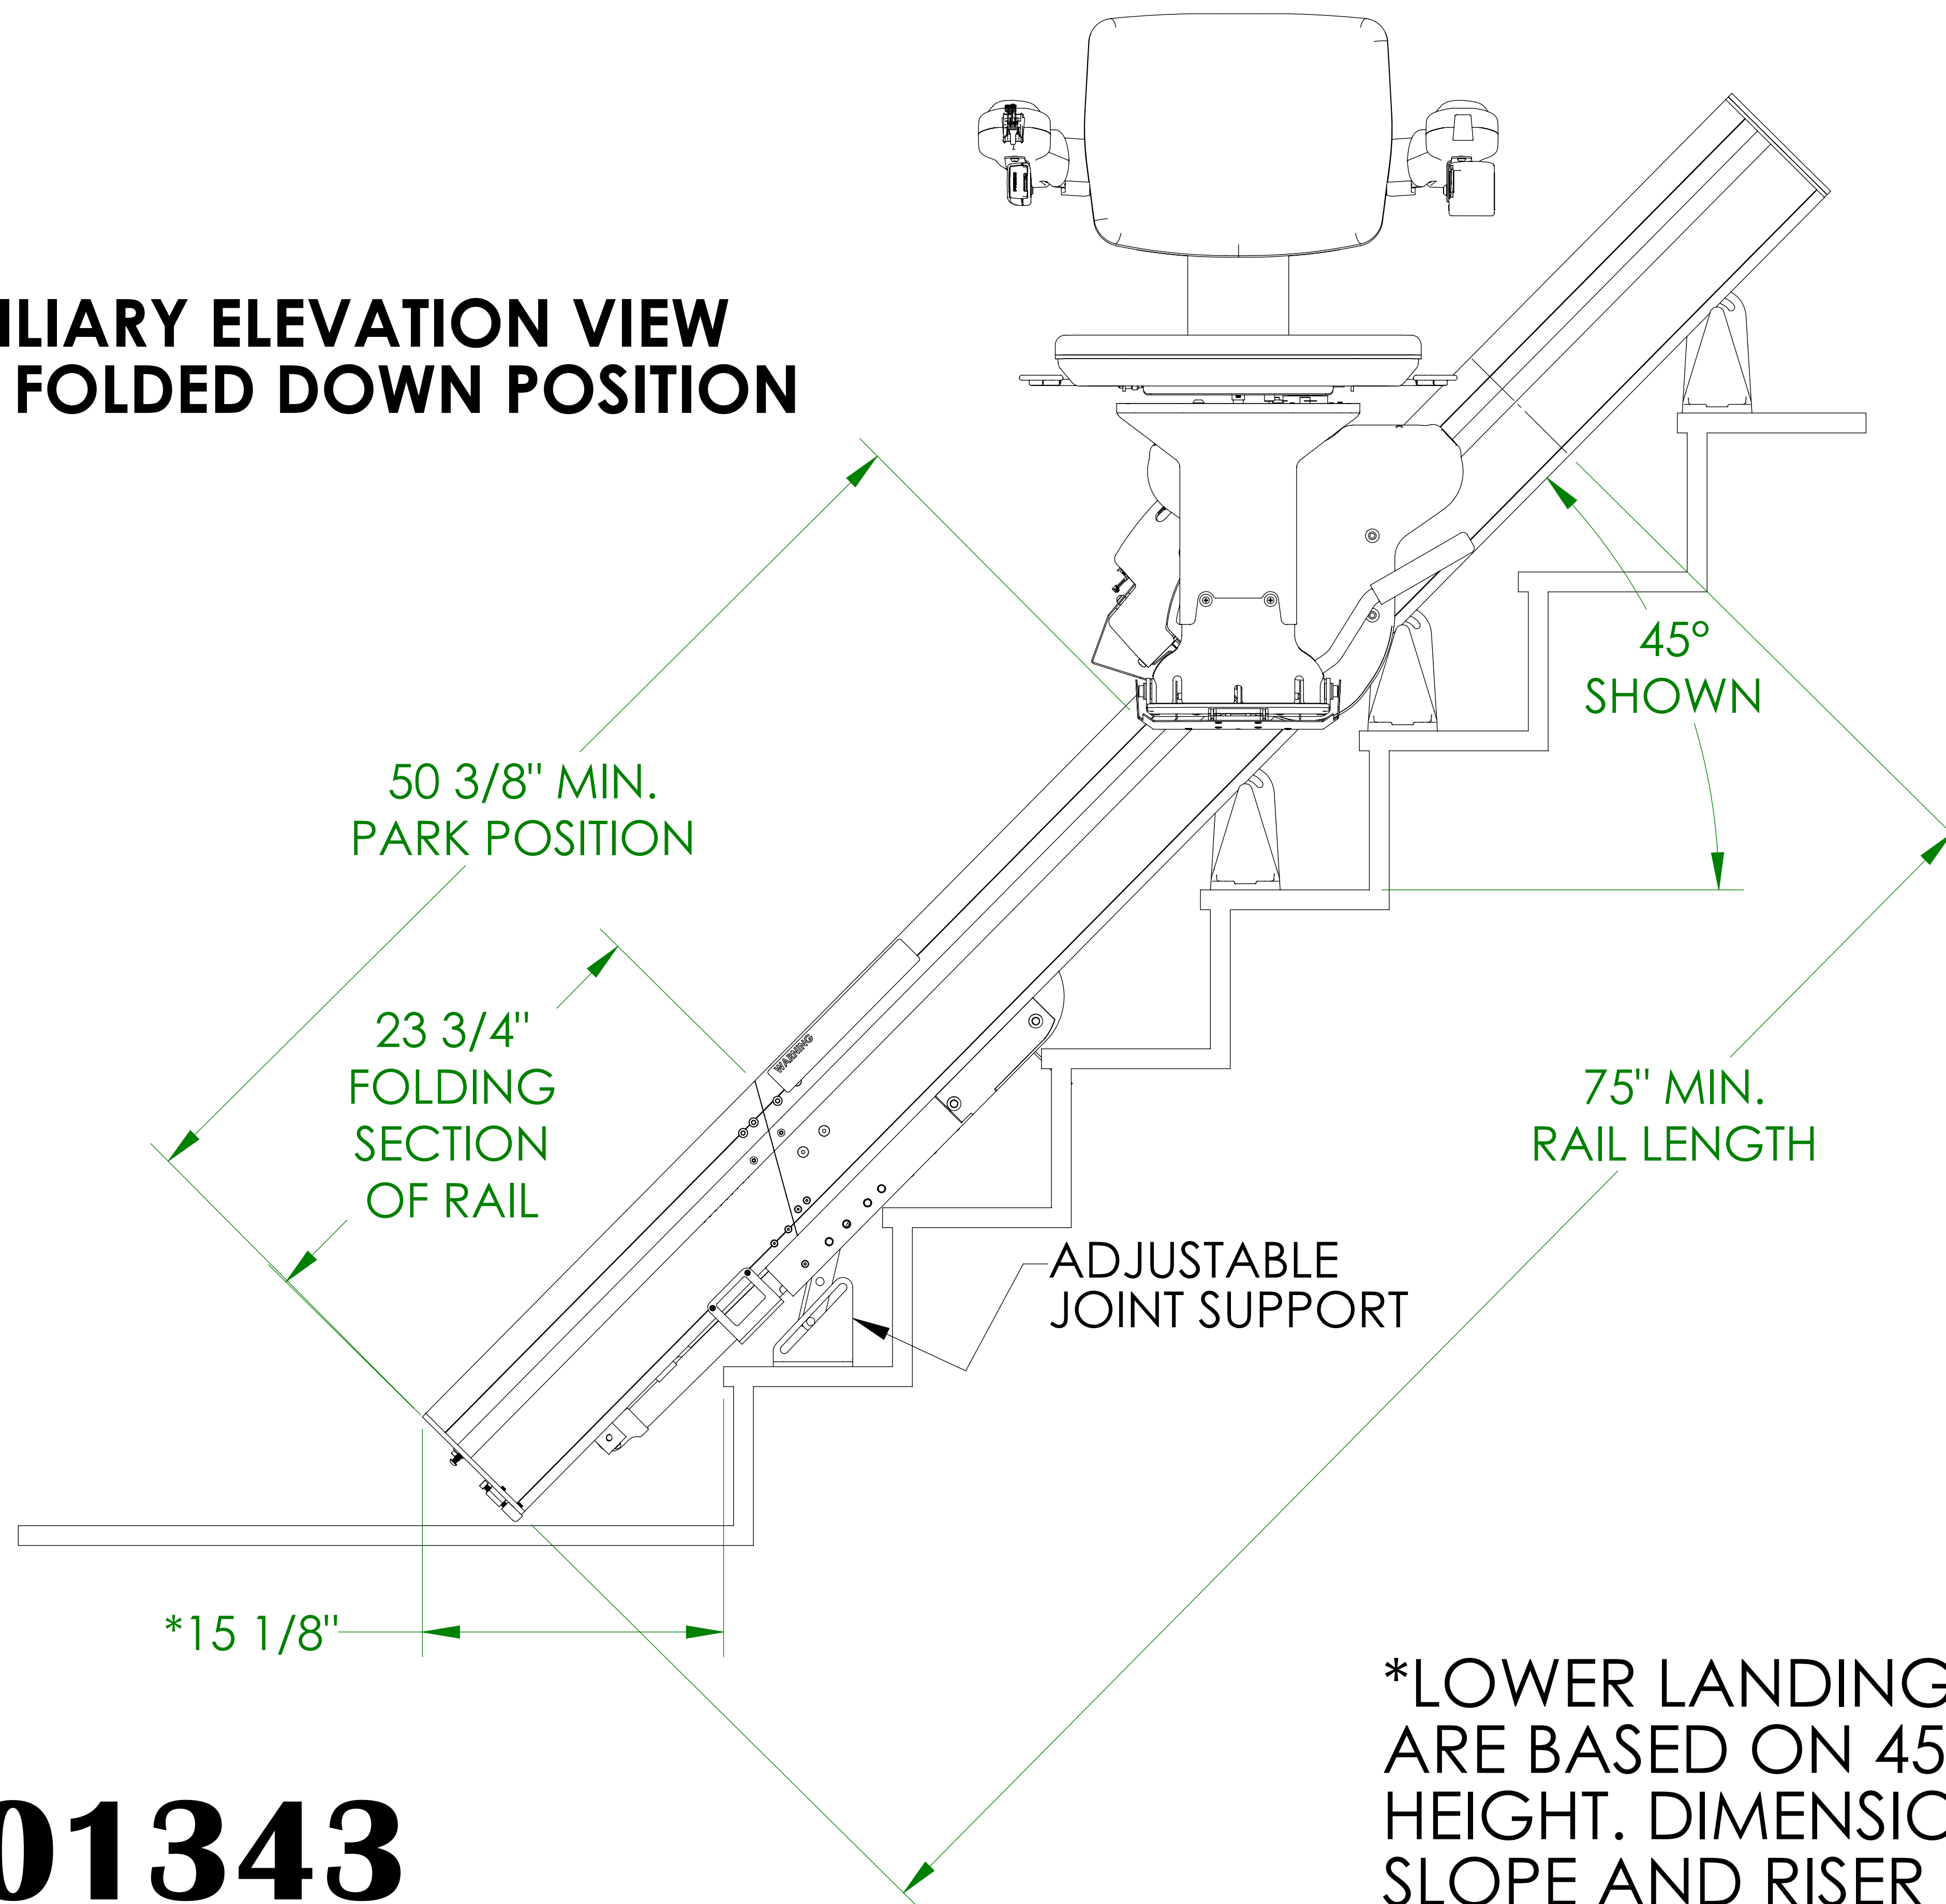 ILIARY ELEVATION VIEW
FOLDED DOWN POSITION
50 3/8" MIN.
PARK POSITION
45°
SHOWN
23 3/4"
FOLDING
SECTION
OF RAIL
WARNING
75" MIN.
RAIL LENGTH
ADJUSTABLE
JOINT SUPPORT
*15 1/8"
*LOWER LANDING
ARE BASED ON 45
HEIGHT. DIMENSIO
SLOPE AND RISER
01343